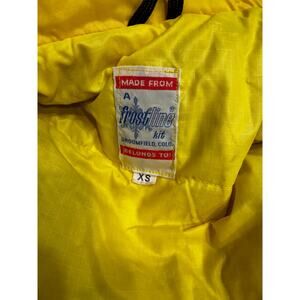 MADE FROM
A
frostline®
kit
BROOMFIELD, COLO.
BELONGS TO:
XS